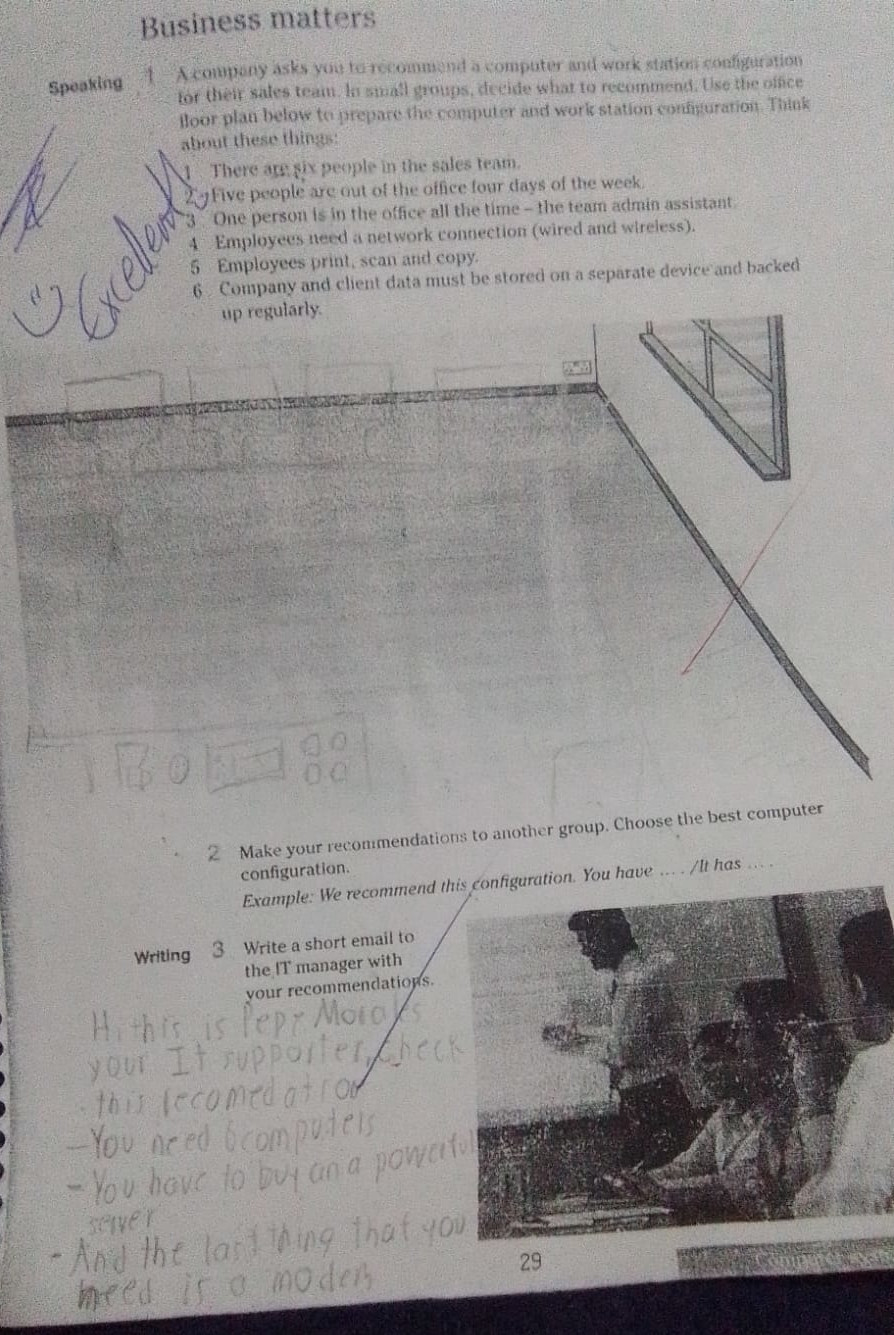 Business matters
Speaking 1 A company asks you to recommend a computer and work station configuration
for their sales team. In small groups, decide what to recommend. Use the office
floor plan below to prepare the computer and work station configuration. Think
about these things:
1 There are six people in the sales team.
2 Five people are out of the office four days of the week.
3 One person is in the office all the time – the team admin assistant.
4 Employees need a network connection (wired and wireless).
5 Employees print, scan and copy.
6 Company and client data must be stored on a separate device and backed
up regularly.
Excellent
2 Make your recommendations to another group. Choose the best computer
configuration.
Example: We recommend this configuration. You have … . /It has … .
Writing 3 Write a short email to
the IT manager with
your recommendations.
Hi, this is Pepe Morales
your It supporter, Check
this recomedation
- You need 6 computers
- You have to buy an a powerful
server
- And the last thing that you
need is a modem
29